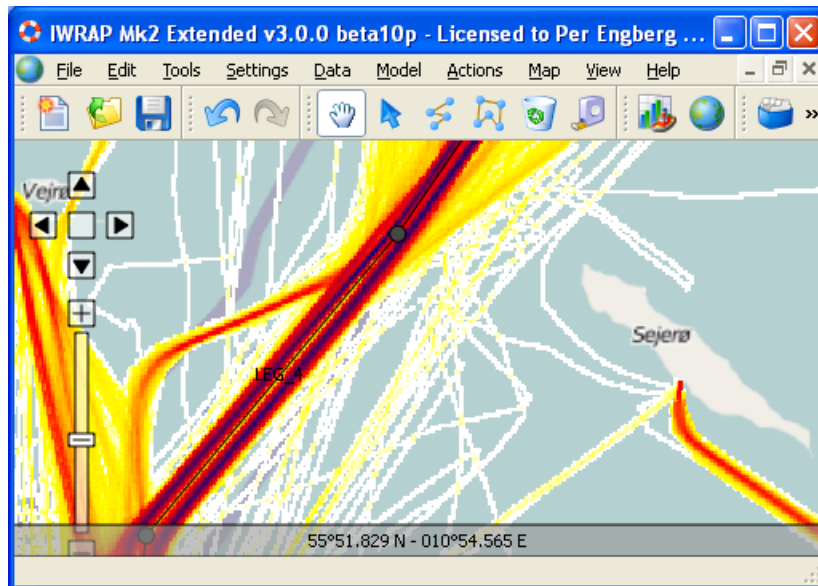 IWRAP Mk2 Extended v3.0.0 beta10p - Licensed to Per Engberg ...
File Edit Tools Settings Data Model Actions Map View Help
Vejrø
Sejerø
LEG_4
55°51.829 N - 010°54.565 E